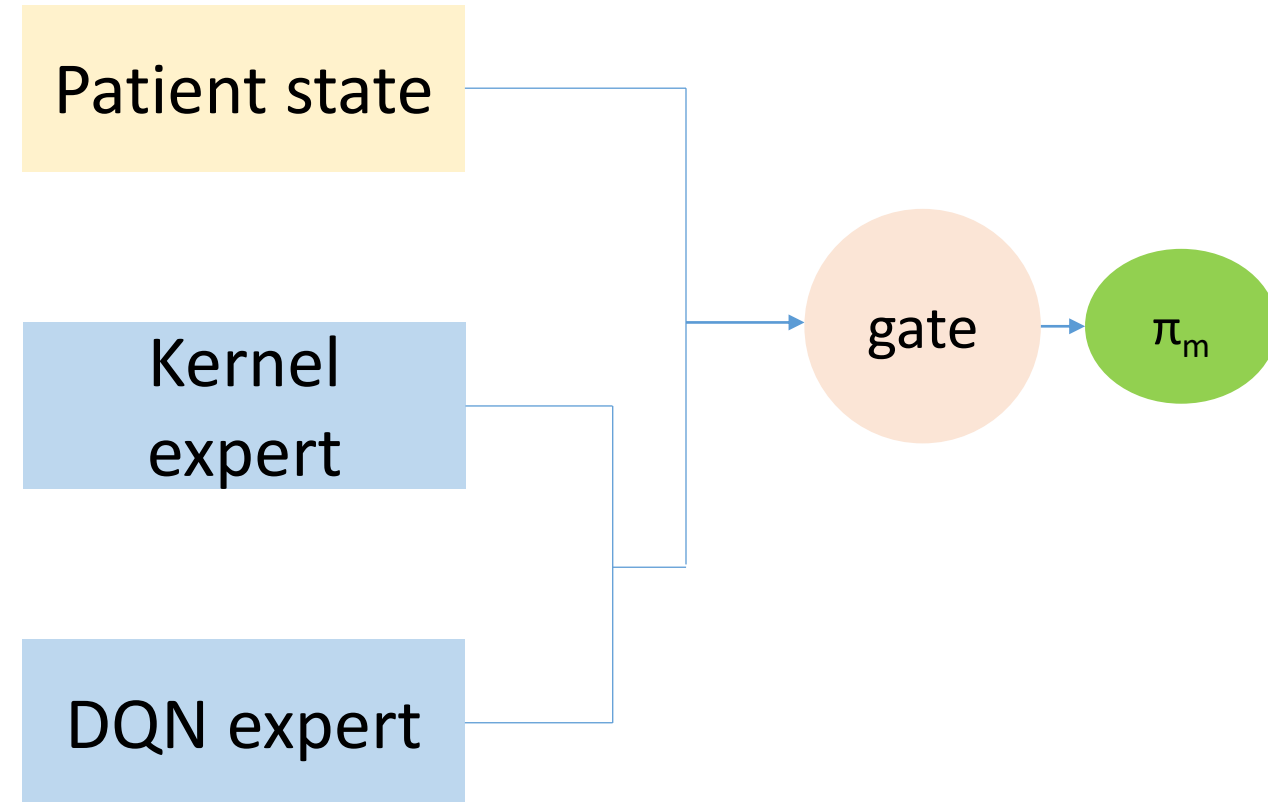 Patient state
Kernel
expert
DQN expert
gate
πm